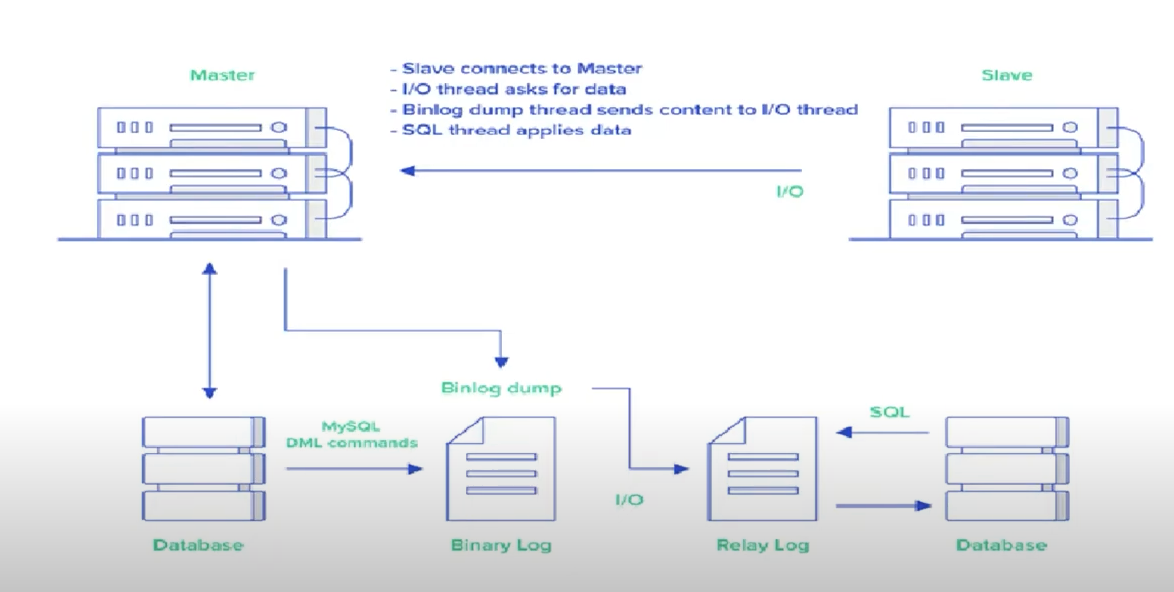 Master
- Slave connects to Master
- I/O thread asks for data
- Binlog dump thread sends content to I/O thread
- SQL thread applies data
Slave
I/O
Binlog dump
MySQL
DML commands
SQL
I/O
Database
Binary Log
Relay Log
Database